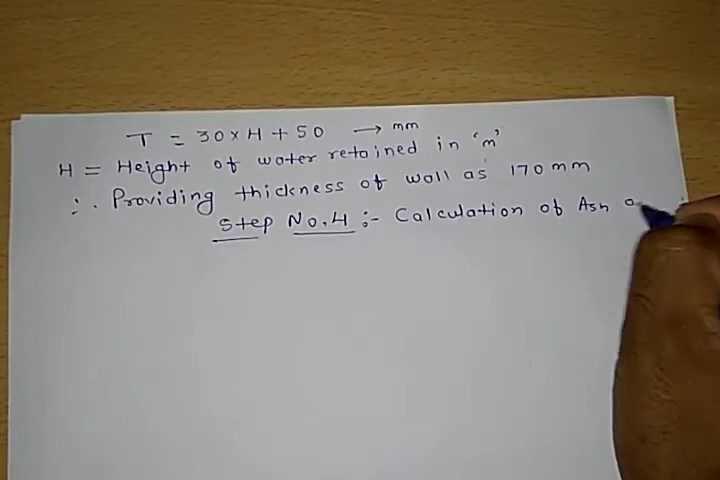 T = 30 x H + 50 → mm
H = Height of water retained in 'm'
∴ Providing thickness of wall as 170 mm
Step No. 4 :- Calculation of Ash